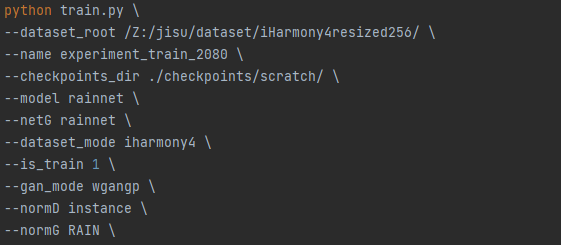 python train.py \
--dataset_root /Z:/jisu/dataset/iHarmony4resized256/ \
--name experiment_train_2080 \
--checkpoints_dir ./checkpoints/scratch/ \
--model rainnet \
--netG rainnet \
--dataset_mode iharmony4 \
--is_train 1 \
--gan_mode wgangp \
--normD instance \
--normG RAIN \